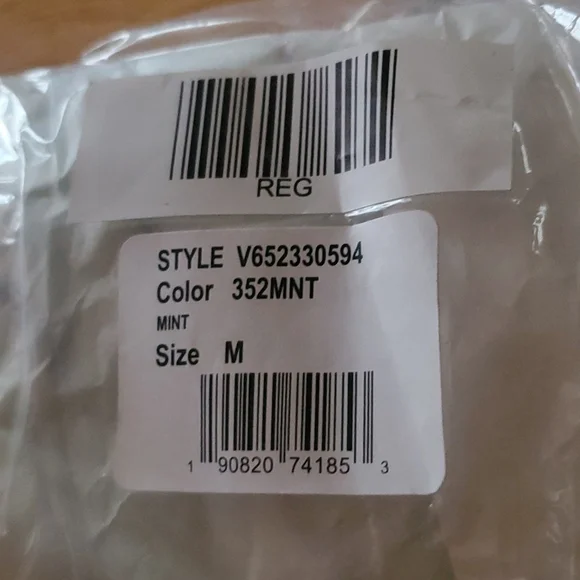 REG
STYLE V652330594
Color 352MNT
MINT
Size M
1 90820 74185 3